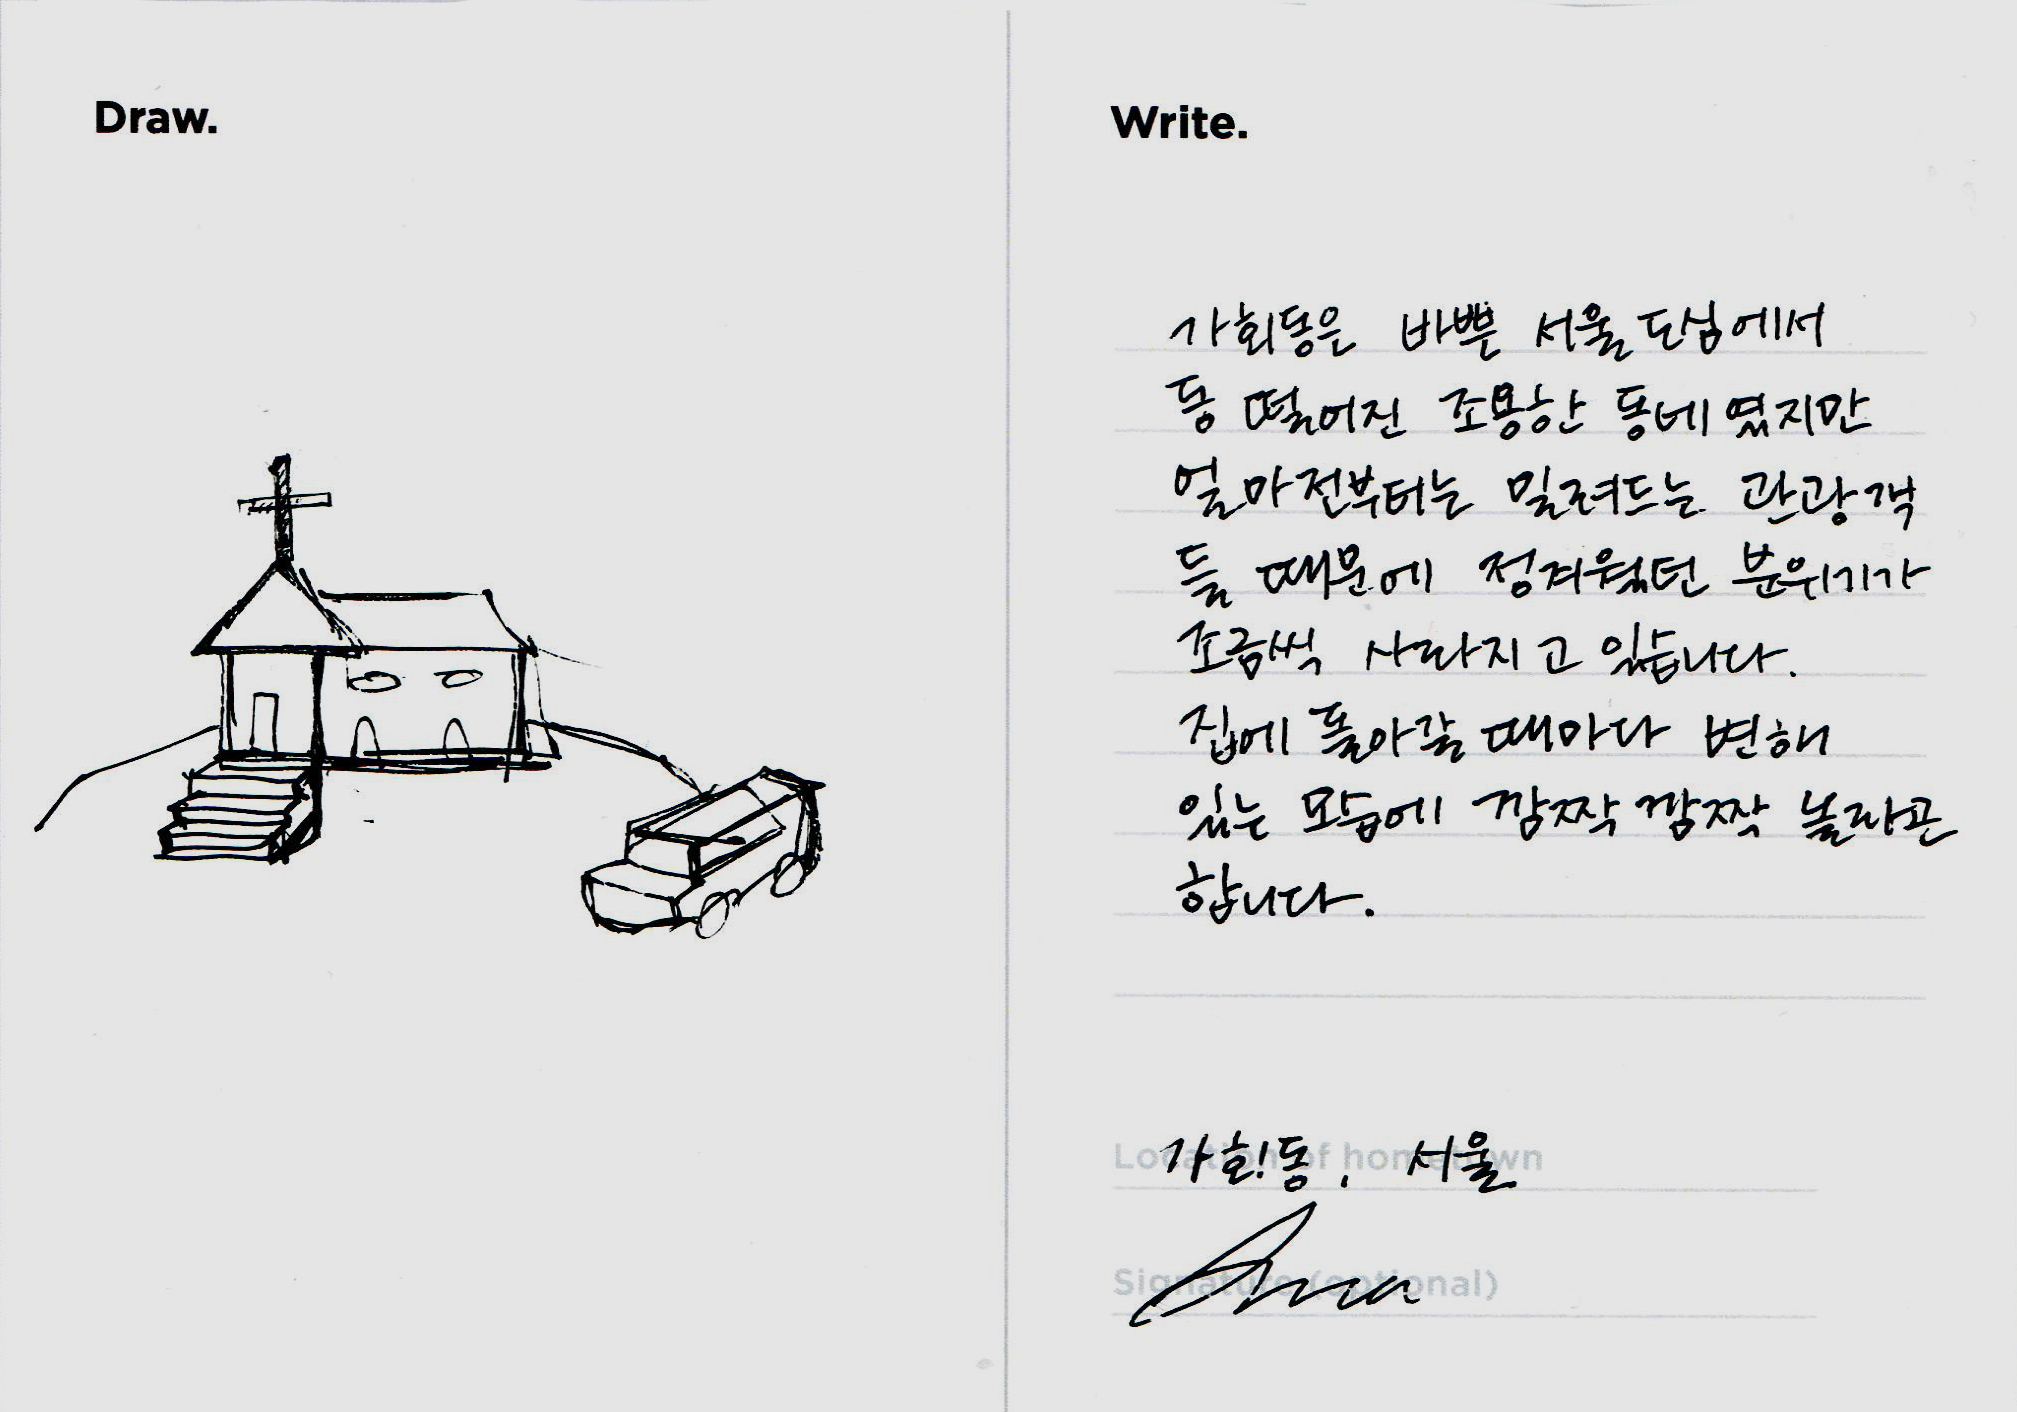 Draw.
Write.
가회동은 바쁜 서울 도심에서
동 떨어진 조용한 동네였지만
얼마전부터는 밀려드는 관광객
들 때문에 정겨웠던 분위기가
조금씩 사라지고 있습니다.
집에 돌아갈 때마다 변해
있는 모습에 깜짝깜짝 놀라곤
합니다.
Location of hometown
가회동, 서울
Signature (optional)